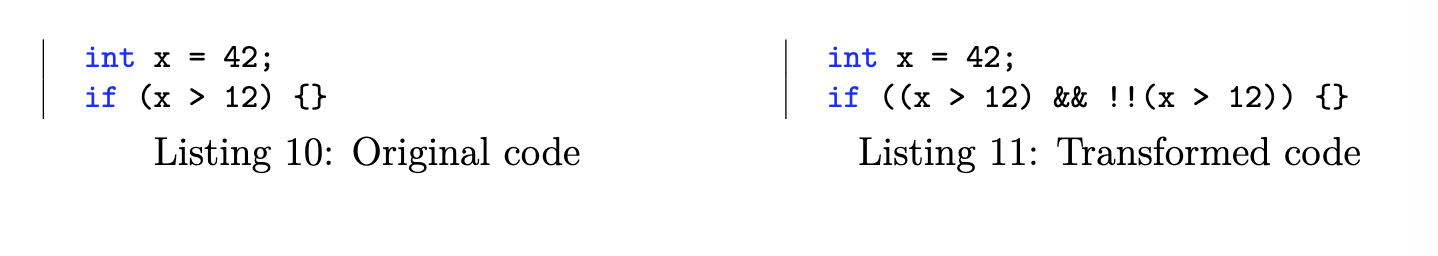 int x = 42;
if (x > 12) {}
Listing 10: Original code
int x = 42;
if ((x > 12) && !!(x > 12)) {}
Listing 11: Transformed code